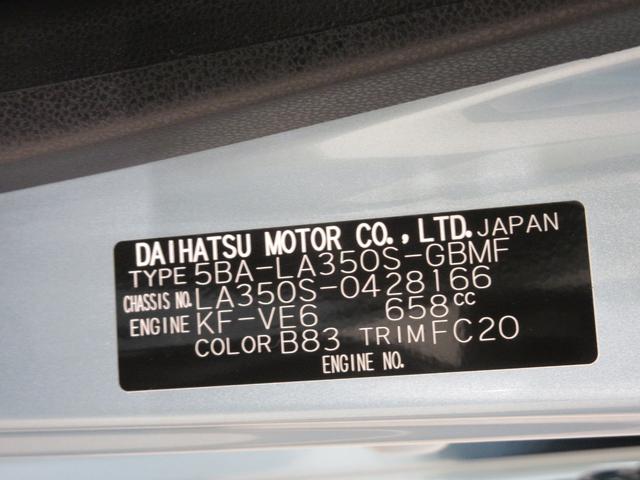 DAIHATSU MOTOR CO., LTD. JAPAN
TYPE 5BA-LA350S-GBMF
CHASSIS NO. LA350S-0428166
ENGINE KF-VE6 658cc
COLOR B83 TRIM FC20
ENGINE NO.